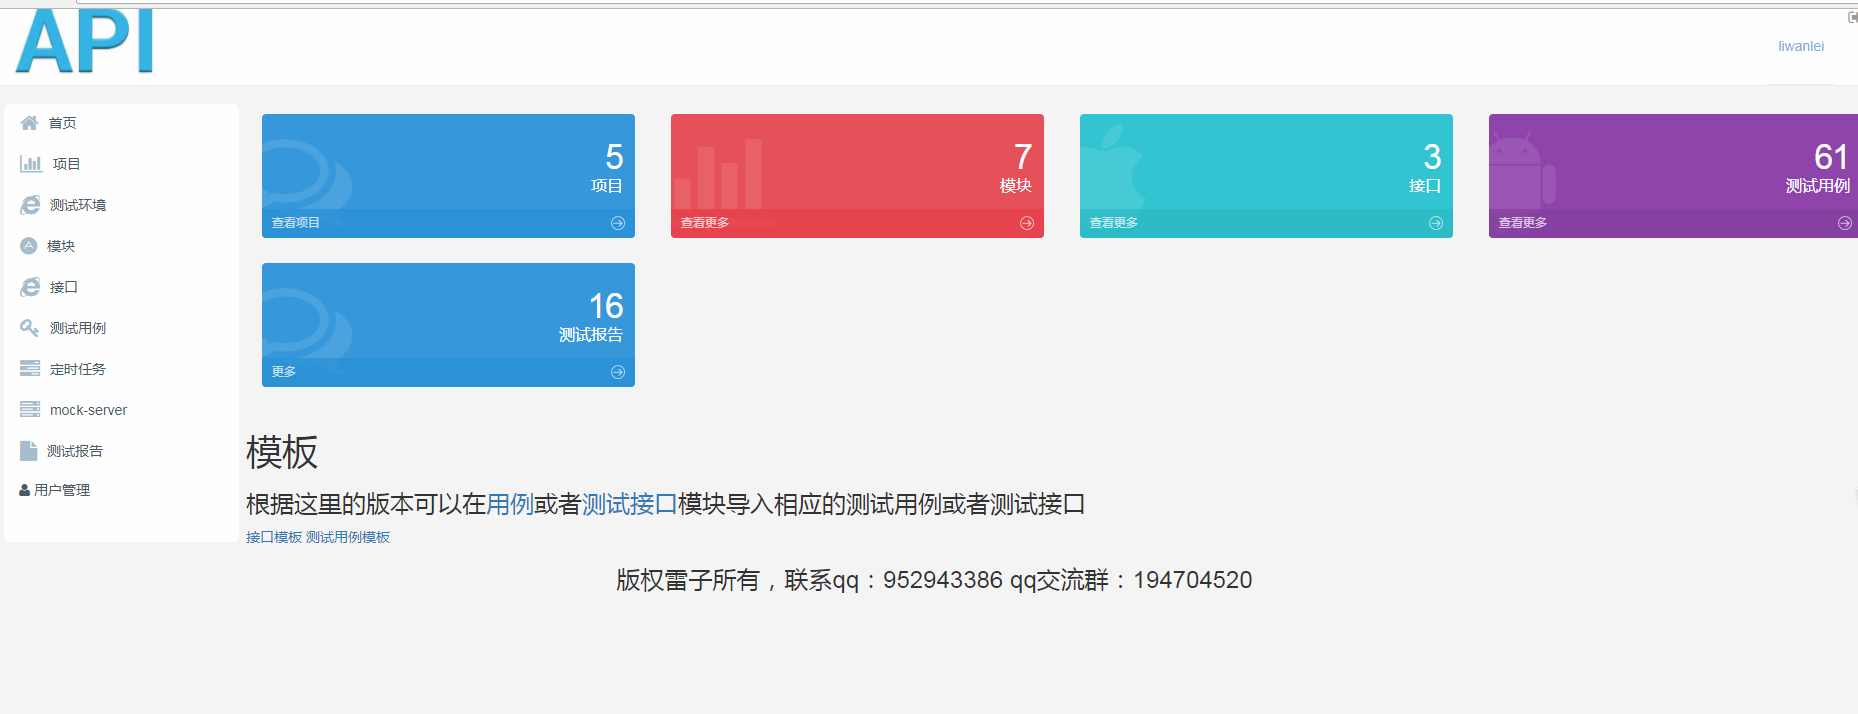 API
liwanlei
首页
项目
测试环境
模块
接口
测试用例
定时任务
mock-server
测试报告
用户管理
5
项目
查看项目
7
模块
查看更多
3
接口
查看更多
61
测试用例
查看更多
16
测试报告
更多
模板
根据这里的版本可以在用例或者测试接口模块导入相应的测试用例或者测试接口
接口模板 测试用例模板
版权雷子所有，联系qq：952943386 qq交流群：194704520